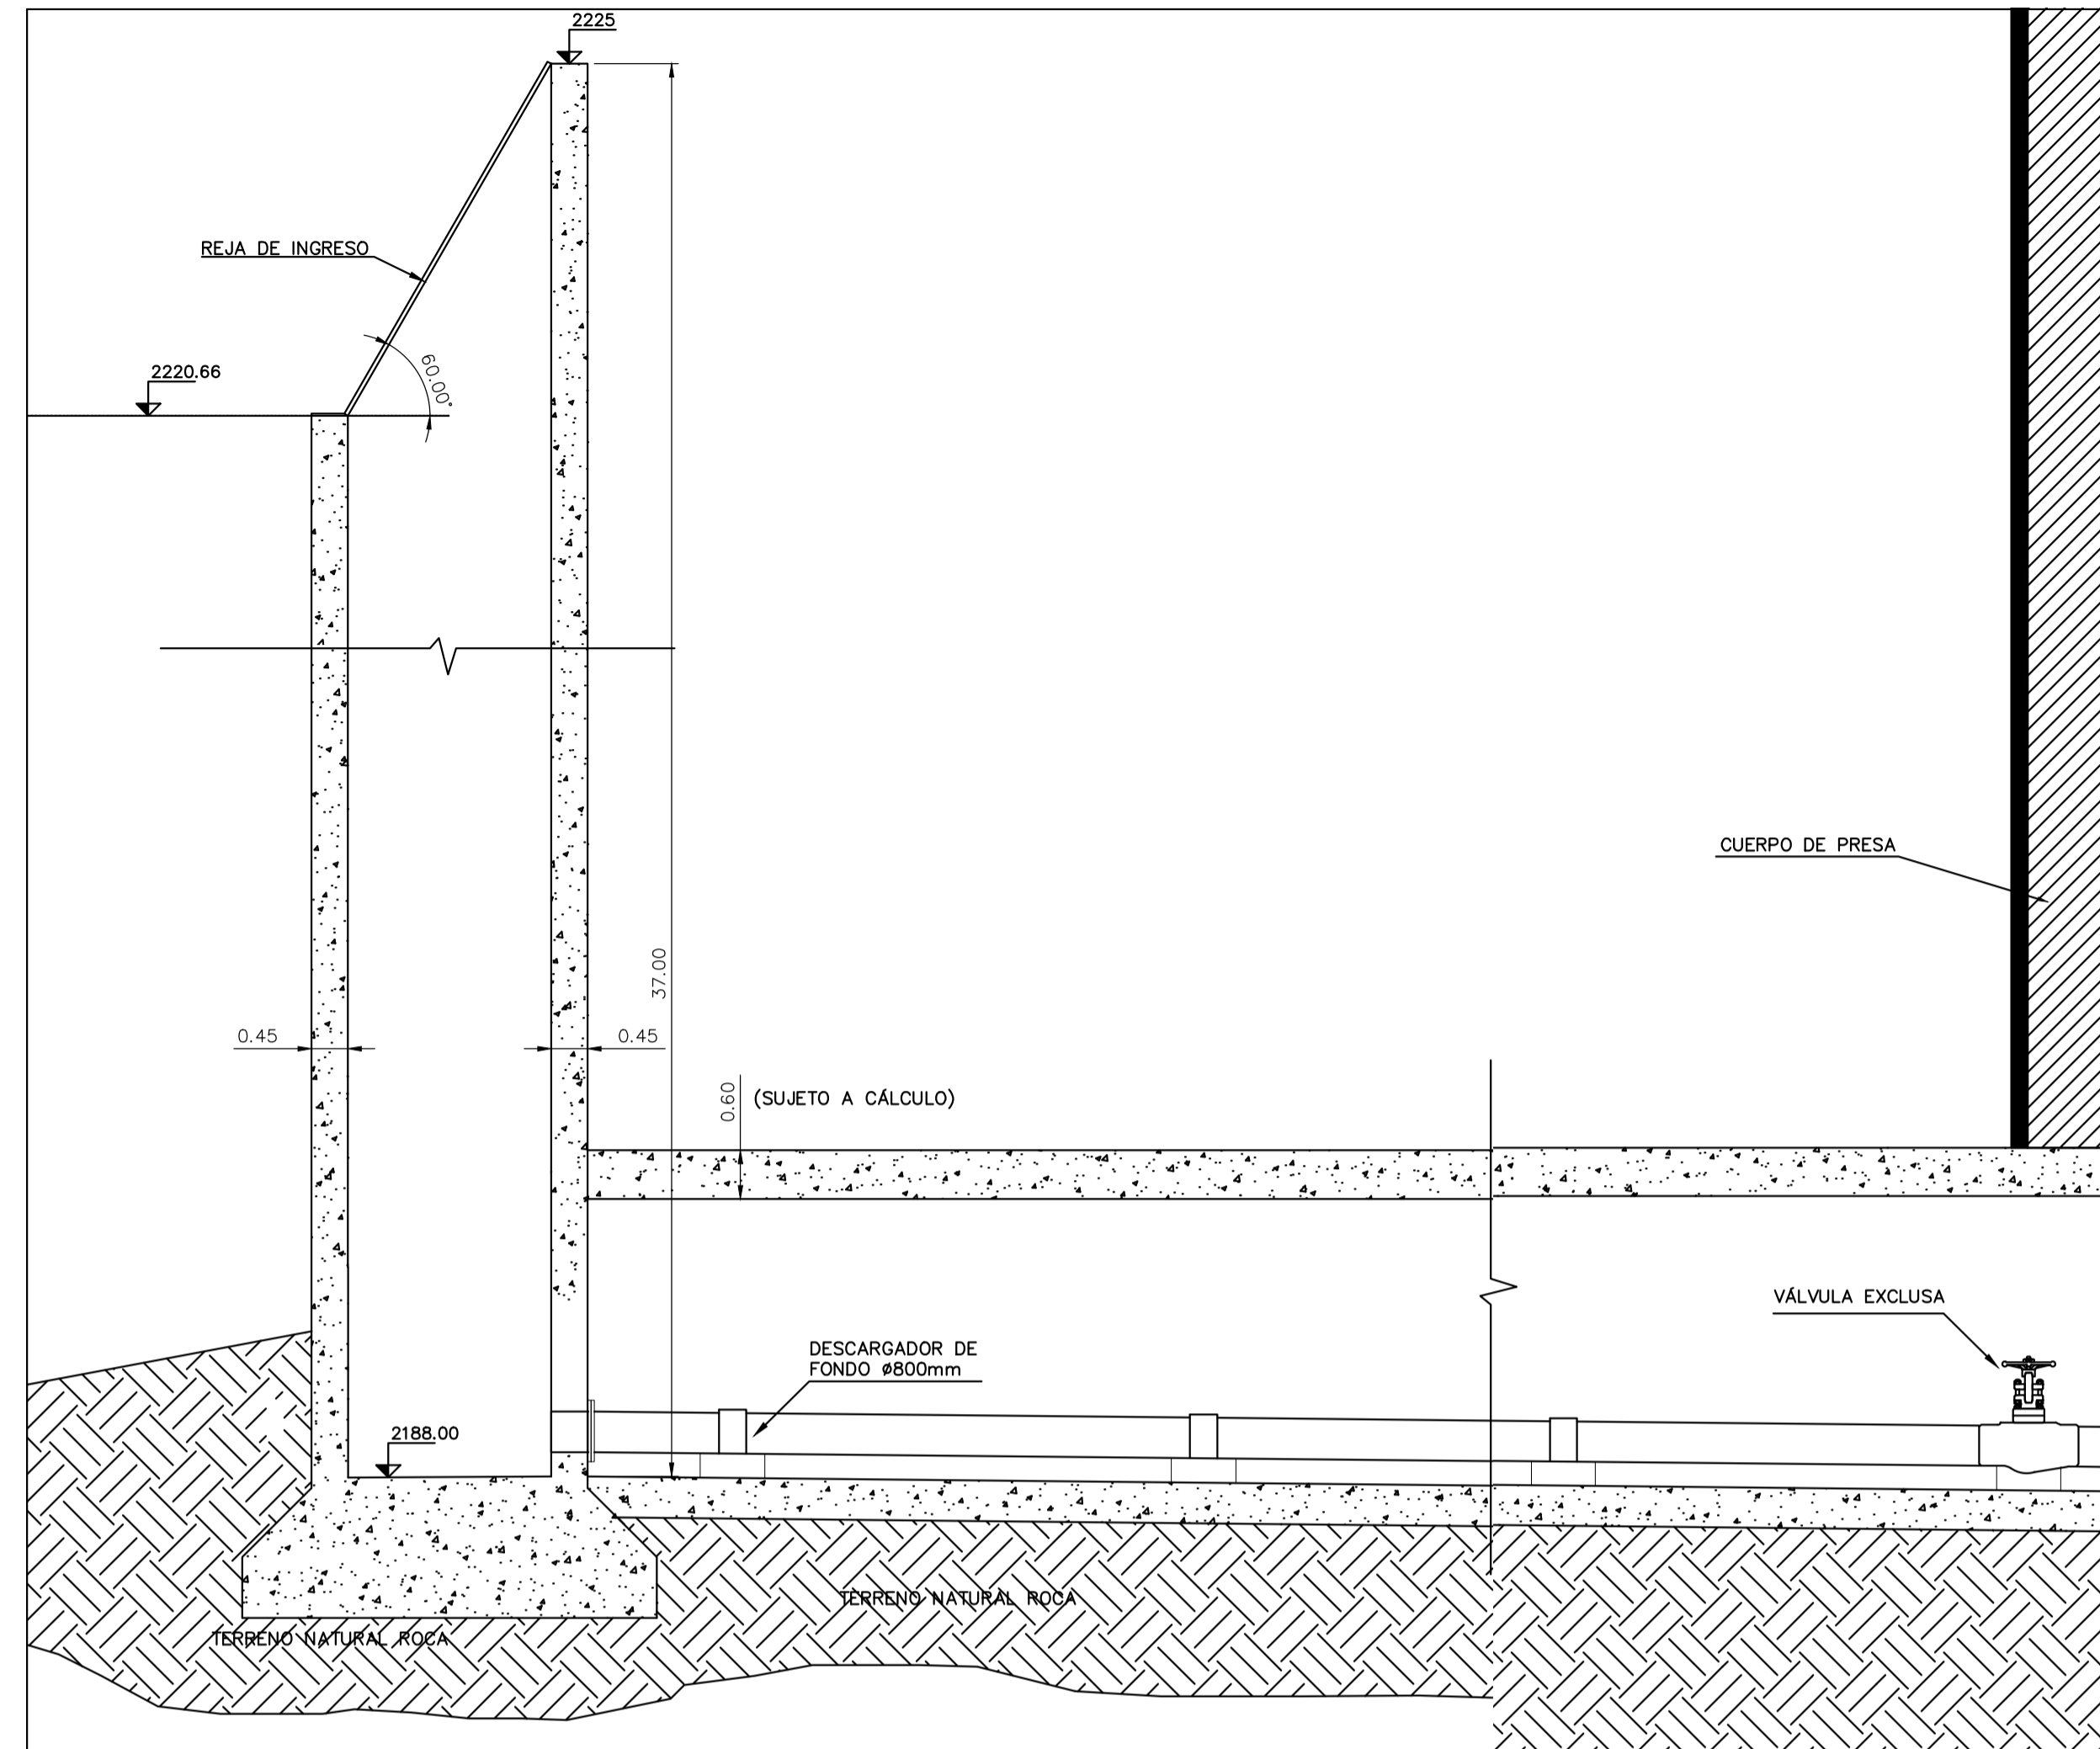 2225
REJA DE INGRESO
60.00°
2220.66
CUERPO DE PRESA
37.00
0.45
0.45
0.60
(SUJETO A CÁLCULO)
VÁLVULA EXCLUSA
DESCARGADOR DE
FONDO ø800mm
2188.00
TERRENO NATURAL ROCA
TERRENO NATURAL ROCA